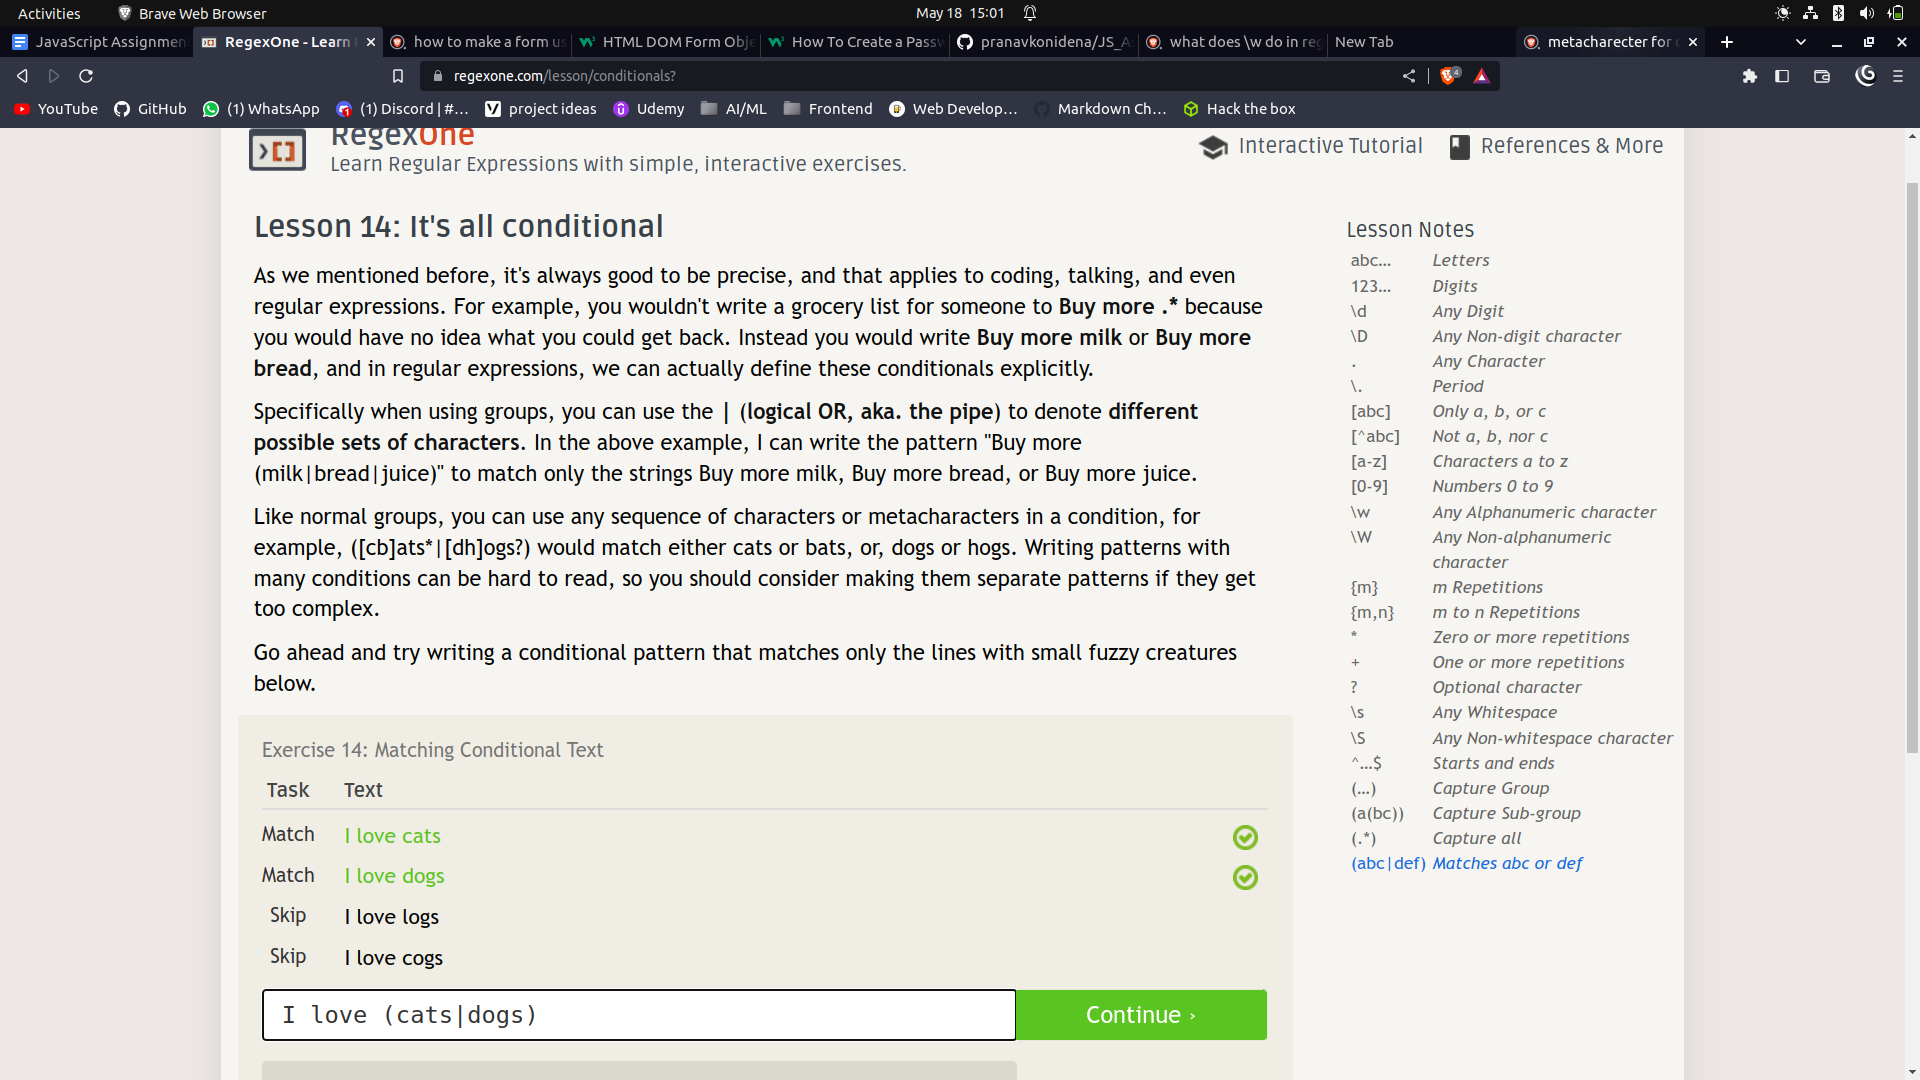 Activities
Brave Web Browser
May 18 15:01
JavaScript Assignmen
RegexOne - Learn
how to make a form us
HTML DOM Form Obje
How To Create a Passw
pranavkonidena/JS_A
what does \w do in reg
New Tab
metacharecter for
regexone.com/lesson/conditionals?
4
YouTube
GitHub
(1) WhatsApp
(1) Discord | #...
project ideas
Udemy
AI/ML
Frontend
Web Develop...
Markdown Ch...
Hack the box
RegexOne
Learn Regular Expressions with simple, interactive exercises.
Interactive Tutorial
References & More
Lesson 14: It's all conditional
As we mentioned before, it's always good to be precise, and that applies to coding, talking, and even
regular expressions. For example, you wouldn't write a grocery list for someone to Buy more .* because
you would have no idea what you could get back. Instead you would write Buy more milk or Buy more
bread, and in regular expressions, we can actually define these conditionals explicitly.
Specifically when using groups, you can use the | (logical OR, aka. the pipe) to denote different
possible sets of characters. In the above example, I can write the pattern "Buy more
(milk|bread|juice)" to match only the strings Buy more milk, Buy more bread, or Buy more juice.
Like normal groups, you can use any sequence of characters or metacharacters in a condition, for
example, ([cb]ats*|[dh]ogs?) would match either cats or bats, or, dogs or hogs. Writing patterns with
many conditions can be hard to read, so you should consider making them separate patterns if they get
too complex.
Go ahead and try writing a conditional pattern that matches only the lines with small fuzzy creatures
below.
Exercise 14: Matching Conditional Text
Task Text
Match I love cats
Match I love dogs
Skip I love logs
Skip I love cogs
I love (cats|dogs)
Continue ›
Lesson Notes
abc... Letters
123... Digits
\d Any Digit
\D Any Non-digit character
. Any Character
\. Period
[abc] Only a, b, or c
[^abc] Not a, b, nor c
[a-z] Characters a to z
[0-9] Numbers 0 to 9
\w Any Alphanumeric character
\W Any Non-alphanumeric
character
{m} m Repetitions
{m,n} m to n Repetitions
* Zero or more repetitions
+ One or more repetitions
? Optional character
\s Any Whitespace
\S Any Non-whitespace character
^...$ Starts and ends
(...) Capture Group
(a(bc)) Capture Sub-group
(.*) Capture all
(abc|def) Matches abc or def